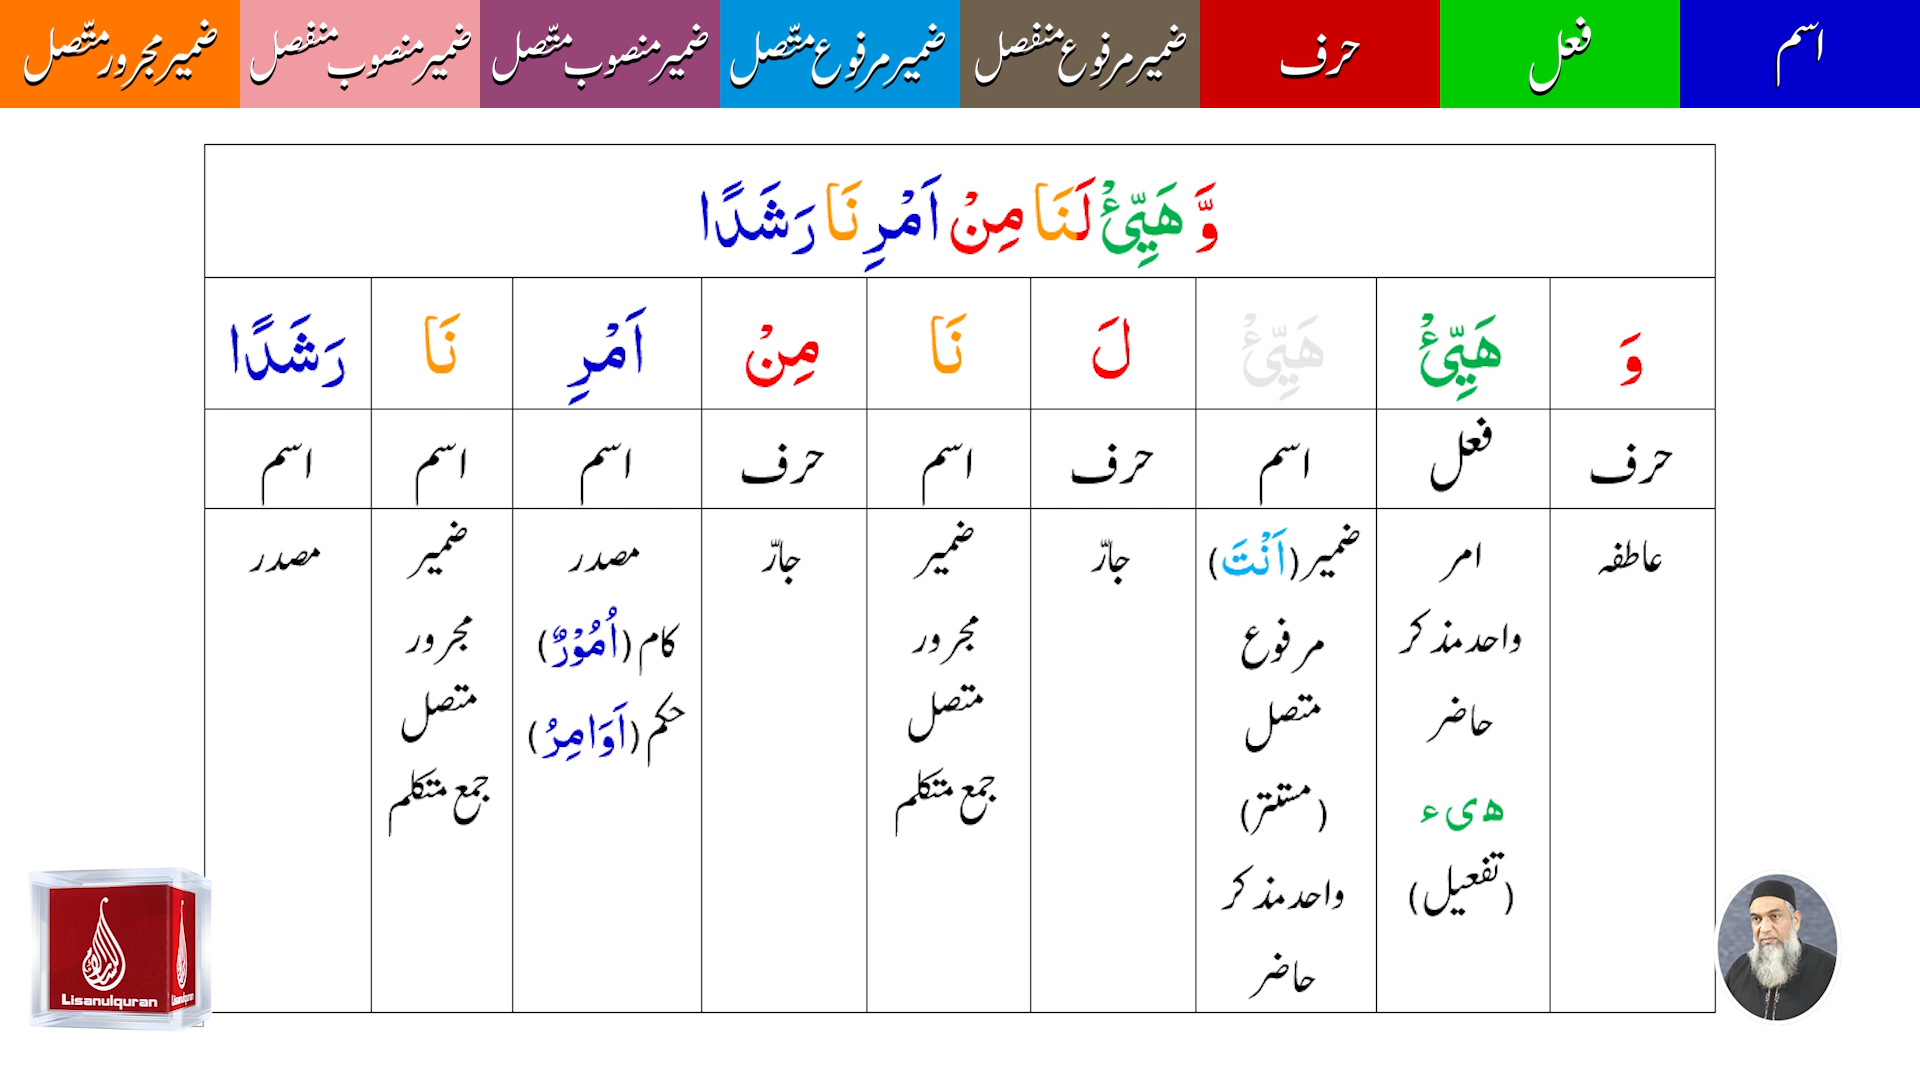 اسم فعل حرف ضمیر مرفوع منفصل ضمیر مرفوع متّصل ضمیر منصوب متّصل ضمیر منصوب منفصل ضمیر مجرور متّصل
وَّ هَيِّئْ لَنَا مِنْ اَمْرِنَا رَشَدًا
وَ هَيِّئْ هَيِّئْ لَ نَا مِنْ اَمْرِ نَا رَشَدًا
حرف فعل اسم حرف اسم حرف اسم اسم اسم
عاطفہ امر ضمیر (اَنْتَ) جارّ ضمیر جارّ مصدر ضمیر مصدر
واحد مذکر مرفوع مجرور کام (اُمُوْرٌ) مجرور
حاضر متصل متصل حکم (اَوَامِرُ) متصل
ھ ی ء (مستتر) جمع متکلم جمع متکلم
(تفعیل) واحد مذکر
حاضر
Lisanulquran Lisanulquran